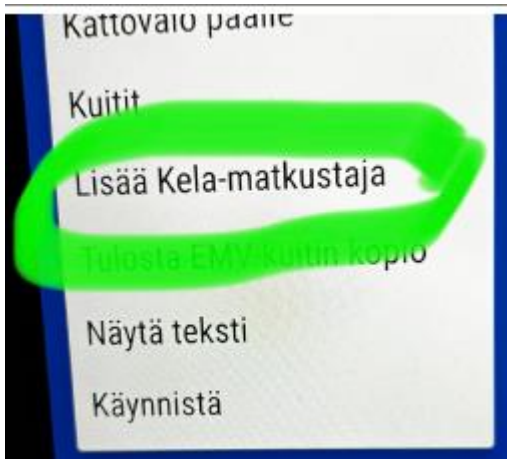 Kattovalo päälle
Kuitit
Lisää Kela-matkustaja
Tulosta EMV-kuitin kopio
Näytä teksti
Käynnistä